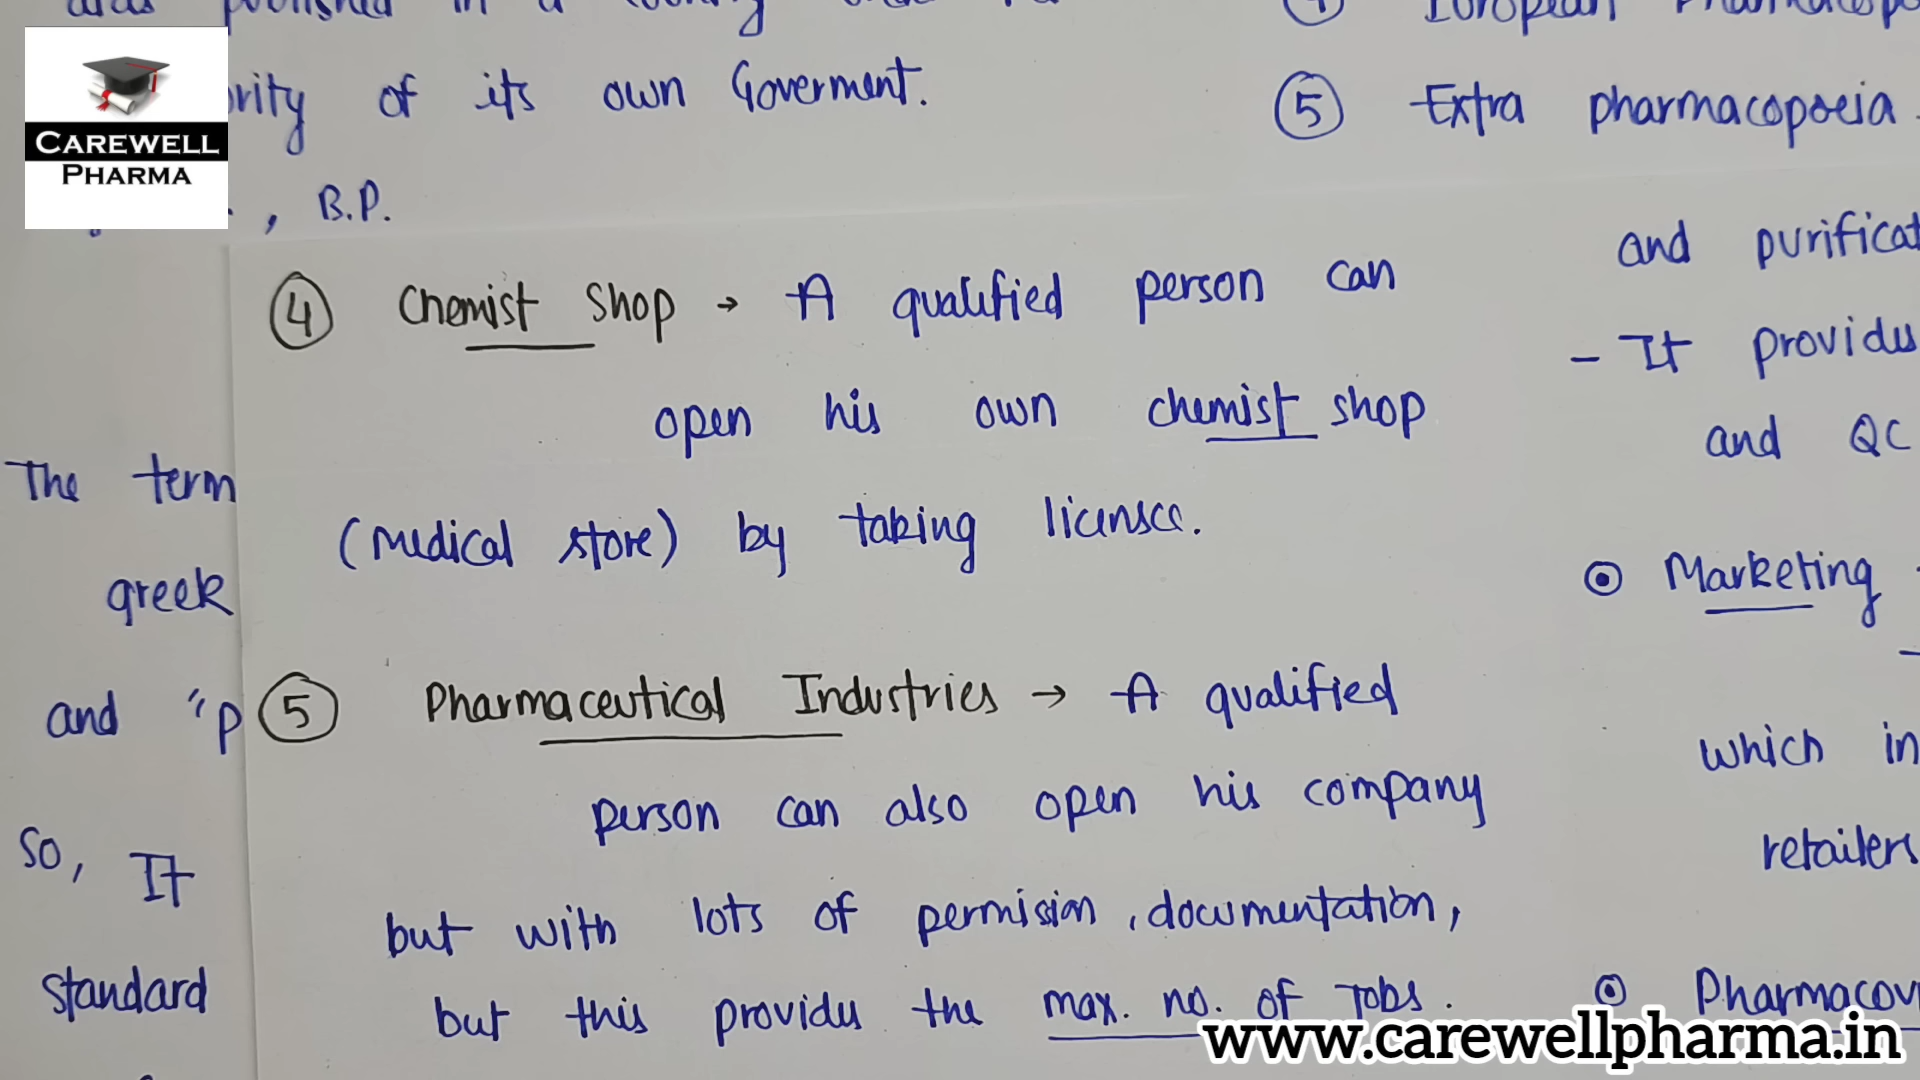 CAREWELL
PHARMA
rity of its own Goverment.
, B.P.
The term
greek
and "p
so, It
standard
④ Chemist Shop → A qualified person can
open his own chemist shop
(Medical store) by taking license.
⑤ Pharmaceutical Industries → A qualified
person can also open his company
but with lots of permision, documentation,
but this provides the max. no. of Jobs.
⑤ Extra pharmacopoeia
and purificat
- It provides
and QC
⊙ Marketing
which in
retailers
⊙ Pharmacov
www.carewellpharma.in